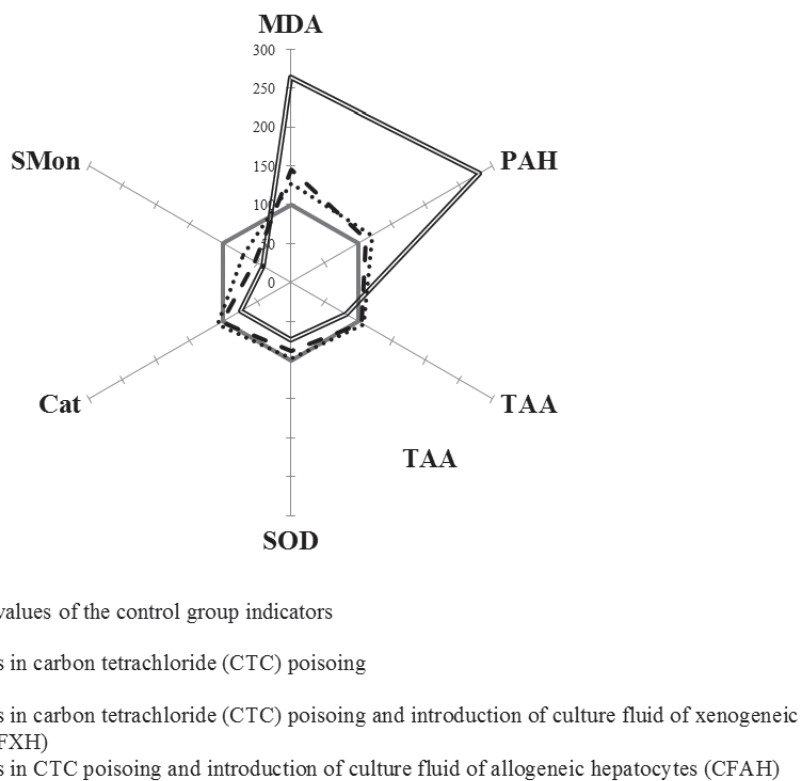 MDA
300
250
200
150
100
50
0
SMon
PAH
Cat
TAA
TAA
SOD
values of the control group indicators
s in carbon tetrachloride (CTC) poisoing
s in carbon tetrachloride (CTC) poisoing and introduction of culture fluid of xenogeneic
FXH)
s in CTC poisoing and introduction of culture fluid of allogeneic hepatocytes (CFAH)